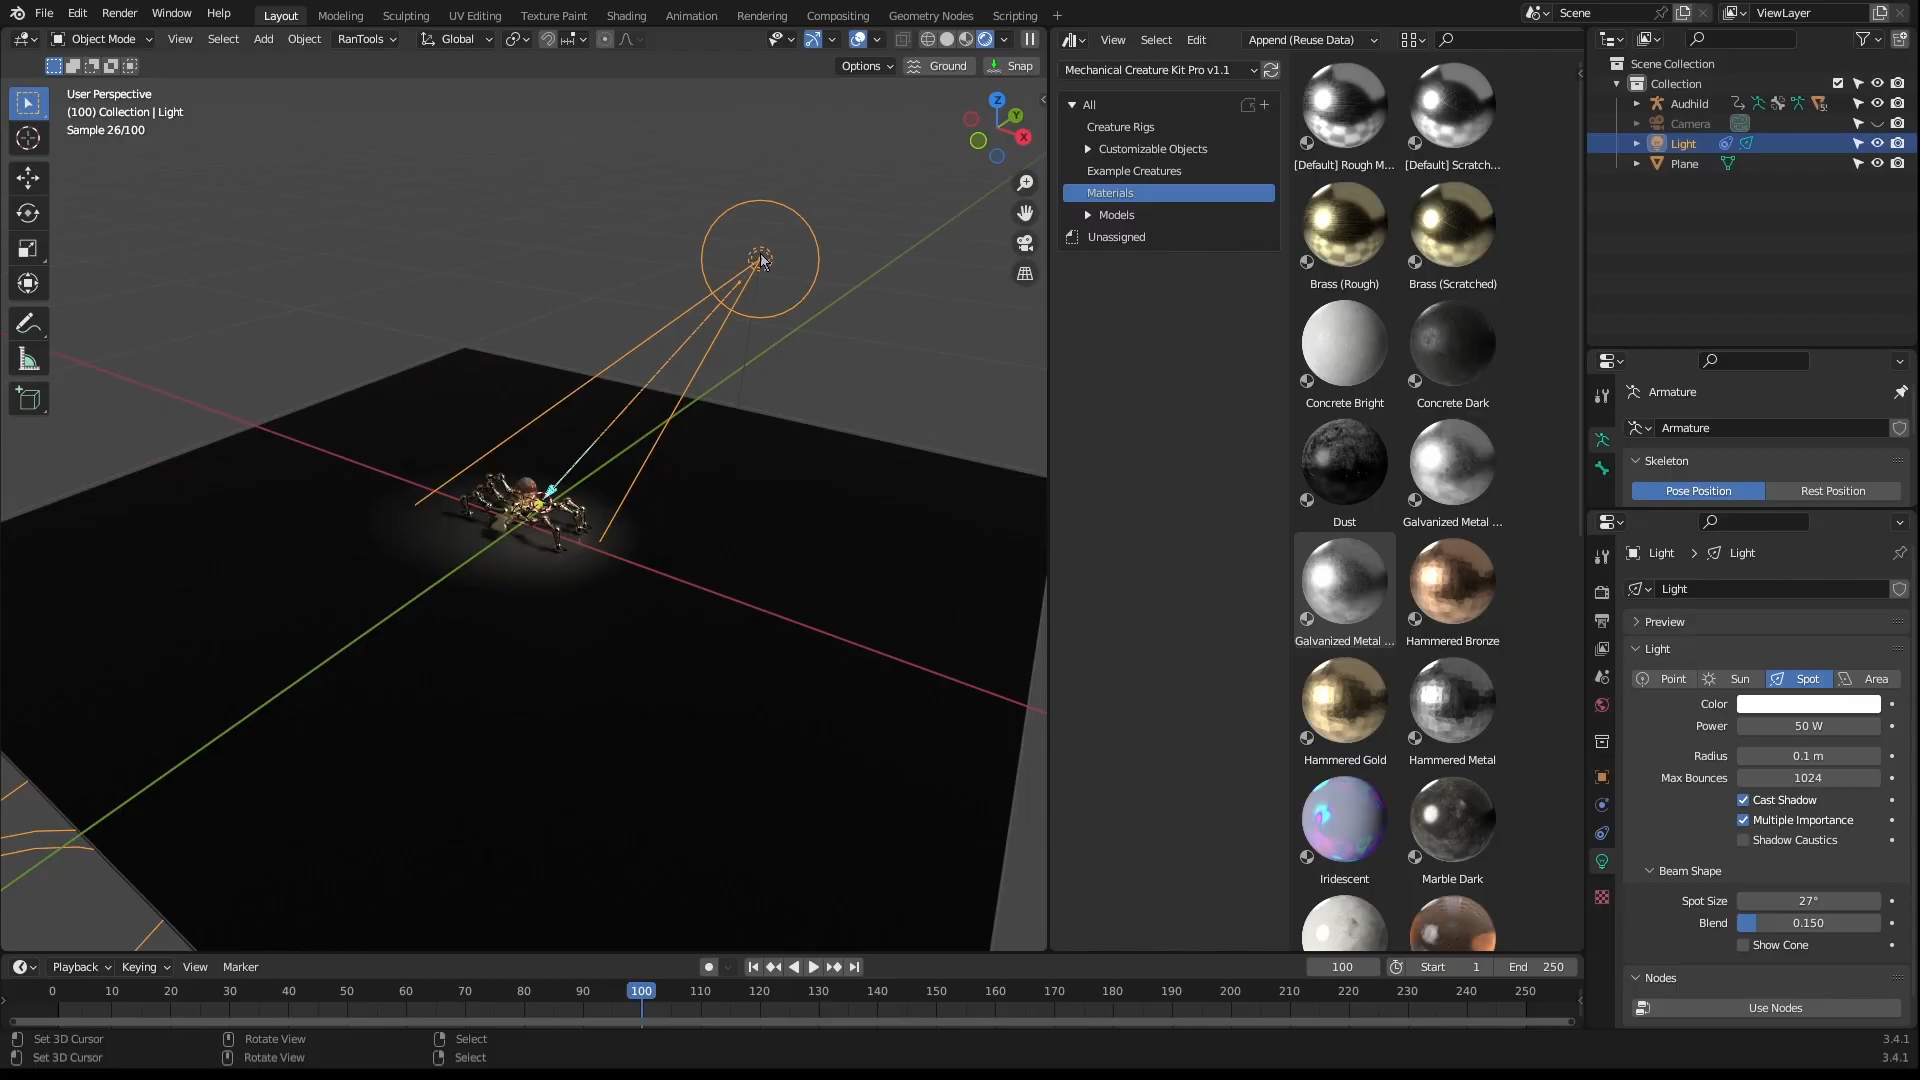 File Edit Render Window Help Layout Modeling Sculpting UV Editing Texture Paint Shading Animation Rendering Compositing Geometry Nodes Scripting + Scene ViewLayer
Object Mode View Select Add Object RanTools Global
Options Ground Snap
User Perspective
(100) Collection | Light
Sample 26/100
Z
Y
X
View Select Edit Append (Reuse Data)
Mechanical Creature Kit Pro v1.1
All
Creature Rigs
Customizable Objects
Example Creatures
Materials
Models
Unassigned
[Default] Rough M... [Default] Scratch...
Brass (Rough) Brass (Scratched)
Concrete Bright Concrete Dark
Dust Galvanized Metal ...
Galvanized Metal ... Hammered Bronze
Hammered Gold Hammered Metal
Iridescent Marble Dark
Scene Collection
Collection
Audhild
Camera
Light
Plane
Armature
Armature
Skeleton
Pose Position Rest Position
Light > Light
Light
Preview
Light
Point Sun Spot Area
Color
Power 50 W
Radius 0.1 m
Max Bounces 1024
Cast Shadow
Multiple Importance
Shadow Caustics
Beam Shape
Spot Size 27°
Blend 0.150
Show Cone
Nodes
Use Nodes
Playback Keying View Marker 100 Start 1 End 250
0 10 20 30 40 50 60 70 80 90 100 110 120 130 140 150 160 170 180 190 200 210 220 230 240 250
Set 3D Cursor Rotate View Select 3.4.1
Set 3D Cursor Rotate View Select 3.4.1